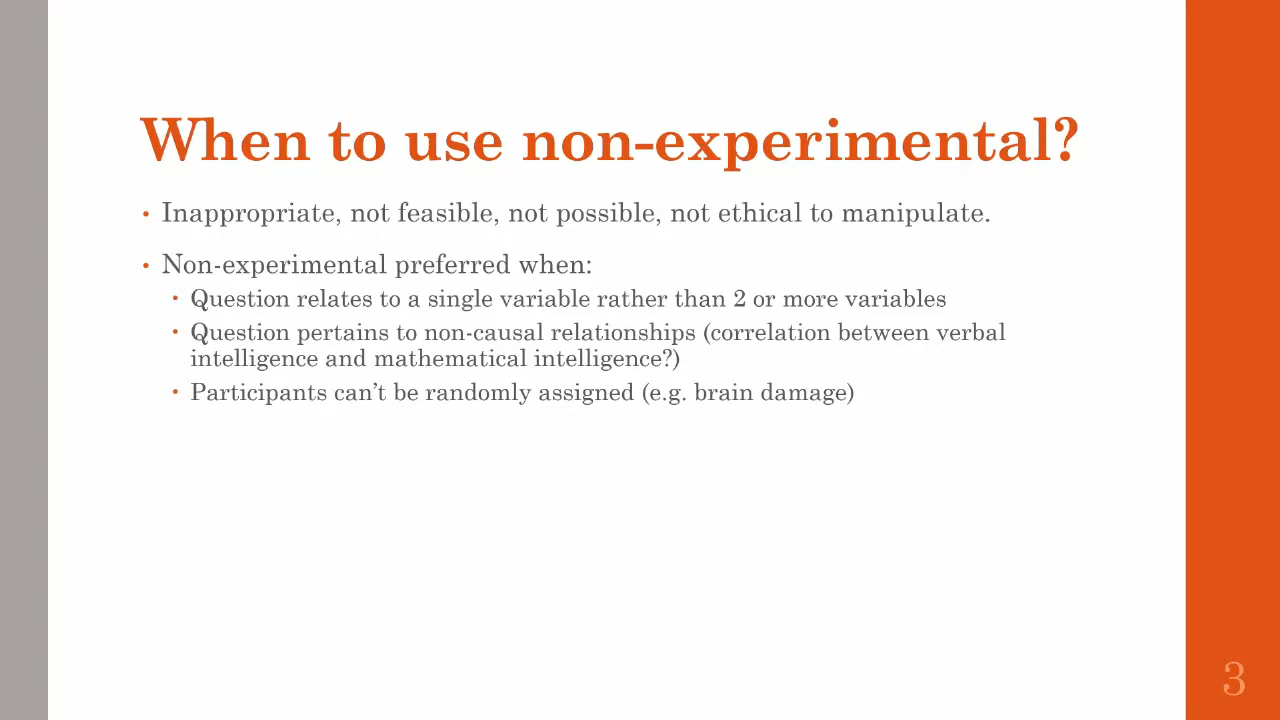 When to use non-experimental?
• Inappropriate, not feasible, not possible, not ethical to manipulate.
• Non-experimental preferred when:
• Question relates to a single variable rather than 2 or more variables
• Question pertains to non-causal relationships (correlation between verbal
intelligence and mathematical intelligence?)
• Participants can’t be randomly assigned (e.g. brain damage)
3